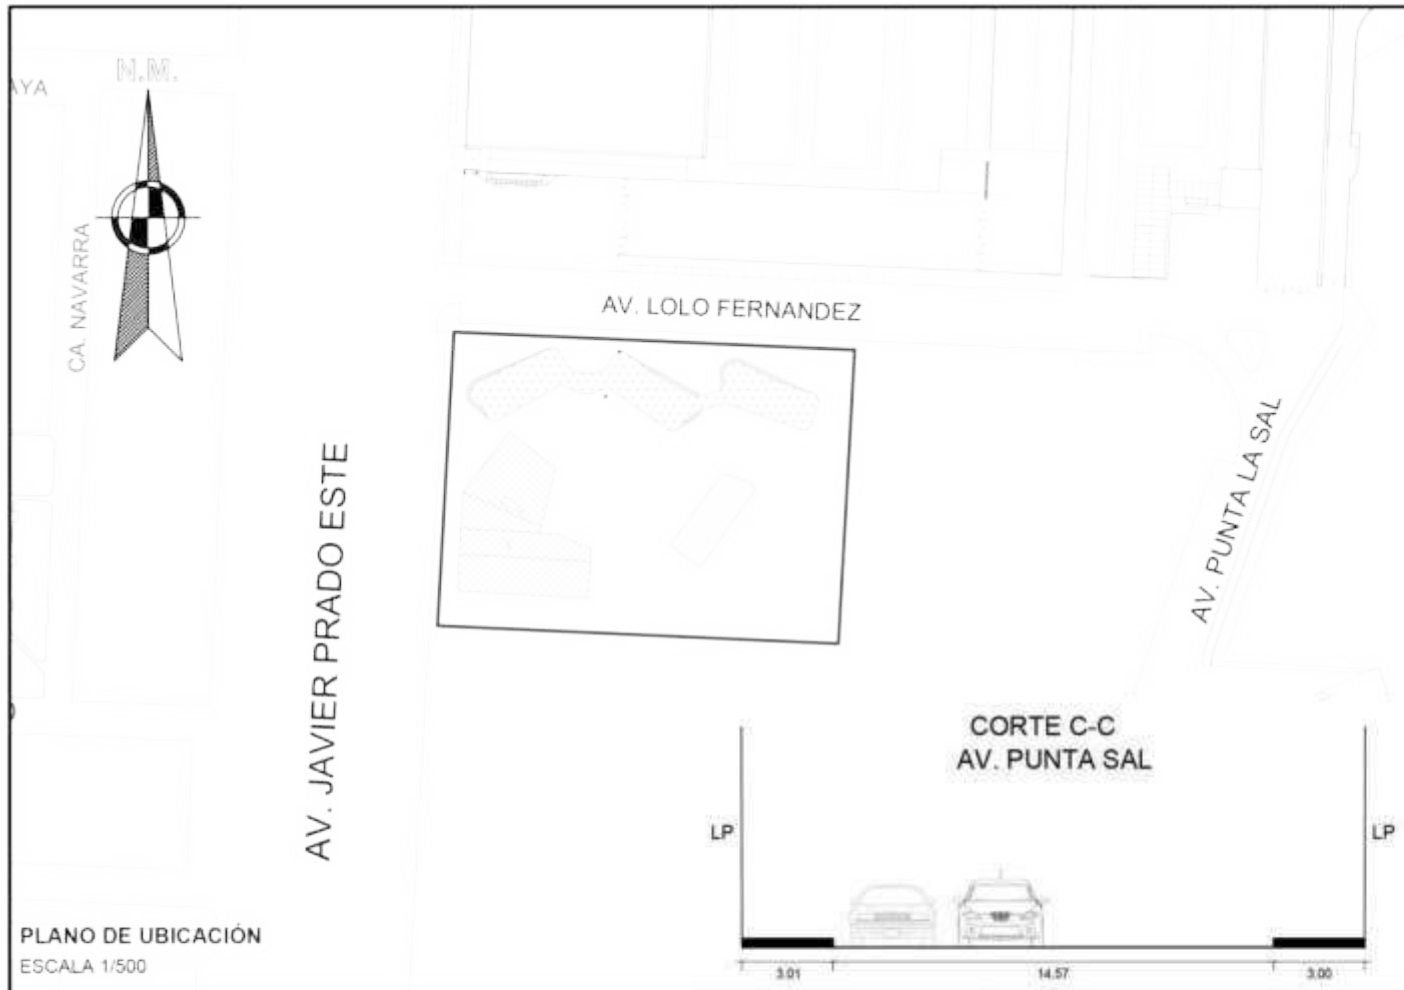 N.M.
AYA
CA. NAVARRA
AV. LOLO FERNANDEZ
AV. JAVIER PRADO ESTE
AV. PUNTA LA SAL
CORTE C-C
AV. PUNTA SAL
LP
LP
3.01
14.57
3.00
PLANO DE UBICACIÓN
ESCALA 1/500